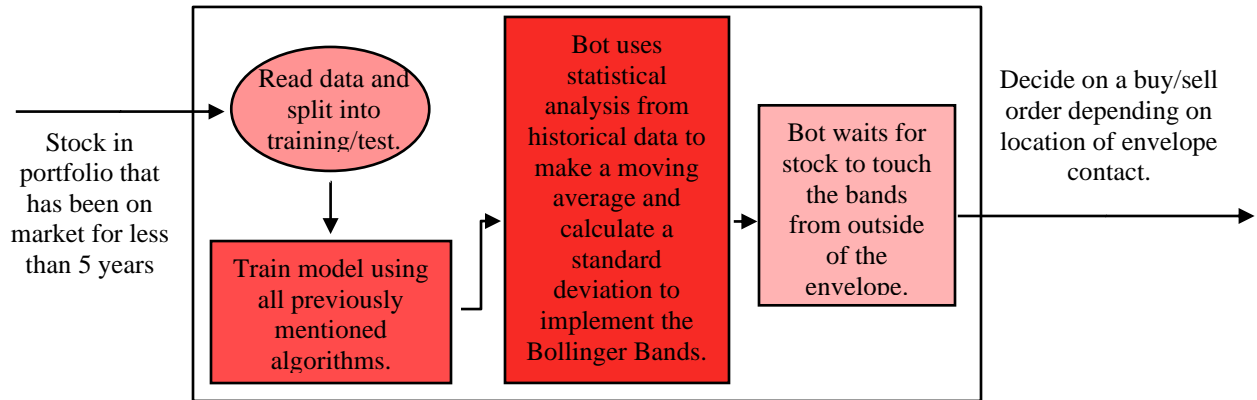 Stock in
portfolio that
has been on
market for less
than 5 years
Read data and
split into
training/test.
Train model using
all previously
mentioned
algorithms.
Bot uses
statistical
analysis from
historical data to
make a moving
average and
calculate a
standard
deviation to
implement the
Bollinger Bands.
Bot waits for
stock to touch
the bands
from outside
of the
envelope.
Decide on a buy/sell
order depending on
location of envelope
contact.